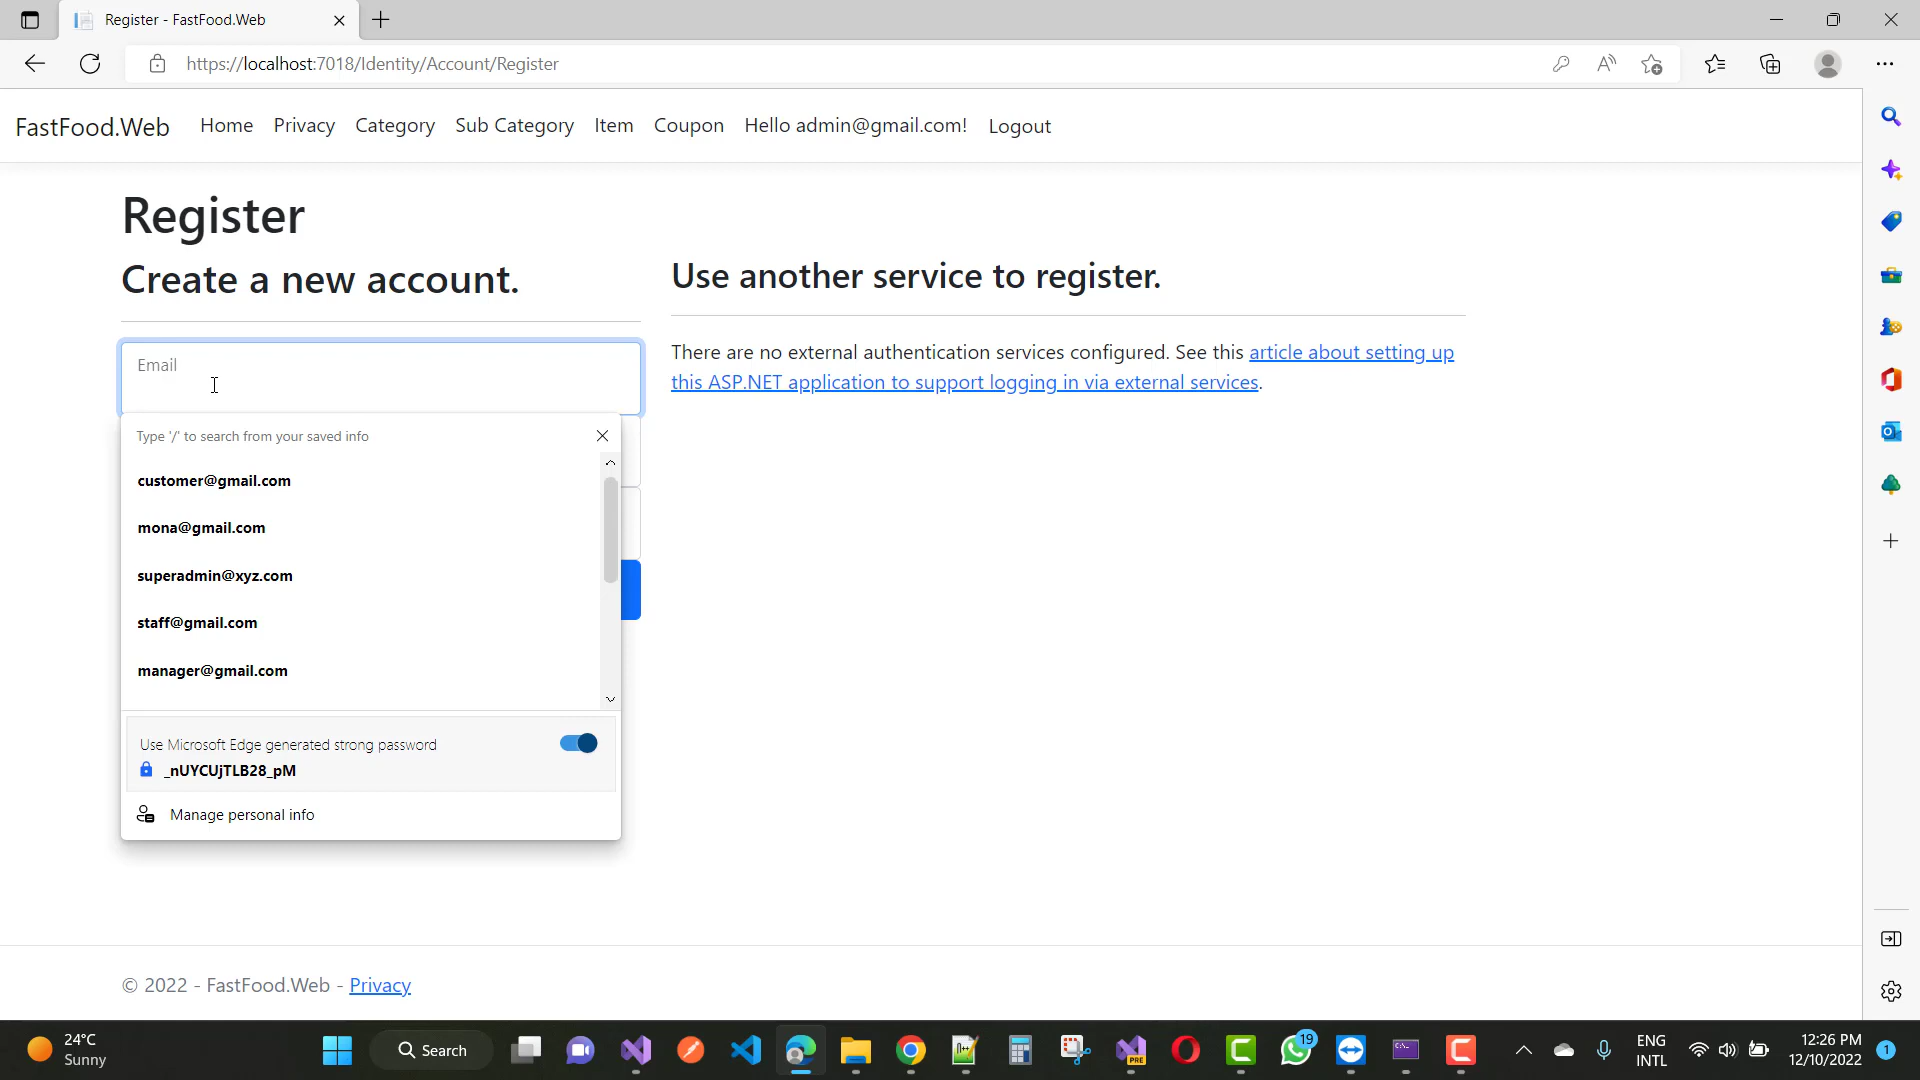 Register - FastFood.Web
https://localhost:7018/Identity/Account/Register
FastFood.Web Home Privacy Category Sub Category Item Coupon Hello admin@gmail.com! Logout
Register
Create a new account.
Use another service to register.
Email
There are no external authentication services configured. See this article about setting up
this ASP.NET application to support logging in via external services.
Type '/' to search from your saved info
customer@gmail.com
mona@gmail.com
superadmin@xyz.com
staff@gmail.com
manager@gmail.com
Use Microsoft Edge generated strong password
_nUYCUjTLB28_pM
Manage personal info
© 2022 - FastFood.Web - Privacy
24°C
Sunny
Search
PRE
19
ENG
INTL
12:26 PM
12/10/2022
1